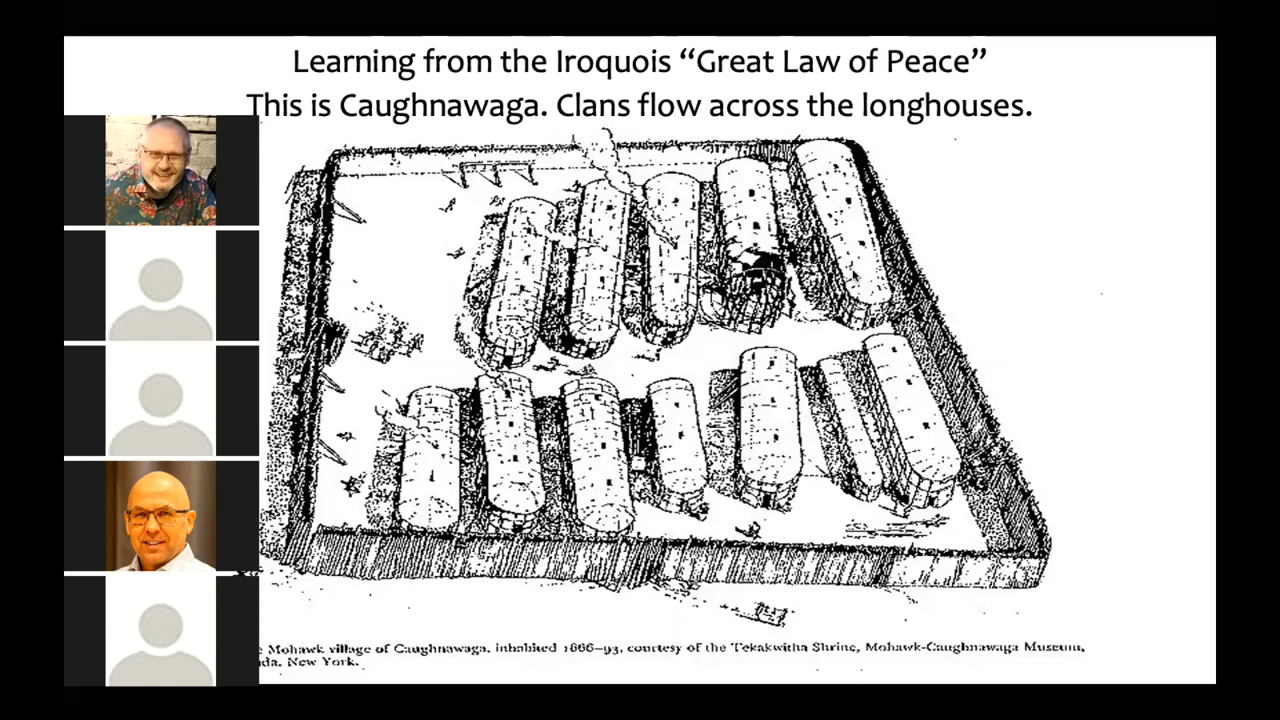 Learning from the Iroquois “Great Law of Peace”
This is Caughnawaga. Clans flow across the longhouses.
Mohawk village of Caughnawaga, inhabited 1666–93, courtesy of the Tekakwitha Shrine, Mohawk-Caughnawaga Museum,
New York.